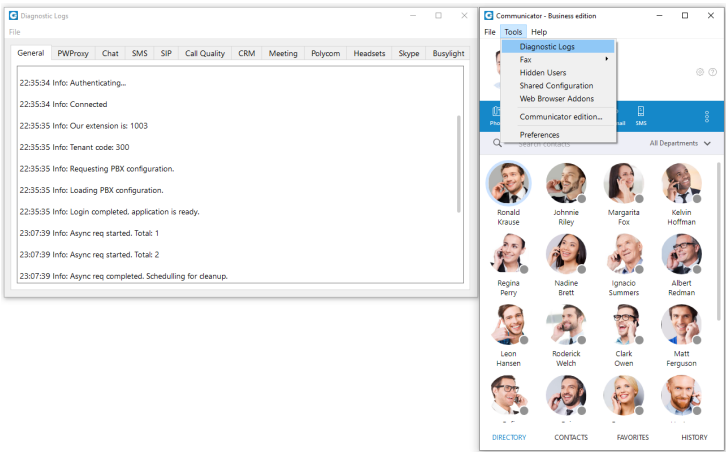 Diagnostic Logs
File
General PWProxy Chat SMS SIP Call Quality CRM Meeting Polycom Headsets Skype Busylight
22:35:34 Info: Authenticating...
22:35:34 Info: Connected
22:35:35 Info: Our extension is: 1003
22:35:35 Info: Tenant code: 300
22:35:35 Info: Requesting PBX configuration.
22:35:35 Info: Loading PBX configuration.
22:35:35 Info: Login completed, application is ready.
23:07:39 Info: Async req started. Total: 1
23:07:39 Info: Async req started. Total: 2
23:07:39 Info: Async req completed. Schedulling for cleanup.
Communicator - Business edition
File Tools Help
Diagnostic Logs
Fax
Hidden Users
Shared Configuration
Web Browser Addons
Communicator edition...
Preferences
SMS
Search contacts All Departments
Ronald Krause
Johnnie Riley
Margarita Fox
Kelvin Hoffman
Regina Perry
Nadine Brett
Ignacio Summers
Albert Redman
Leon Hansen
Roderick Welch
Clark Owen
Matt Ferguson
DIRECTORY CONTACTS FAVORITES HISTORY